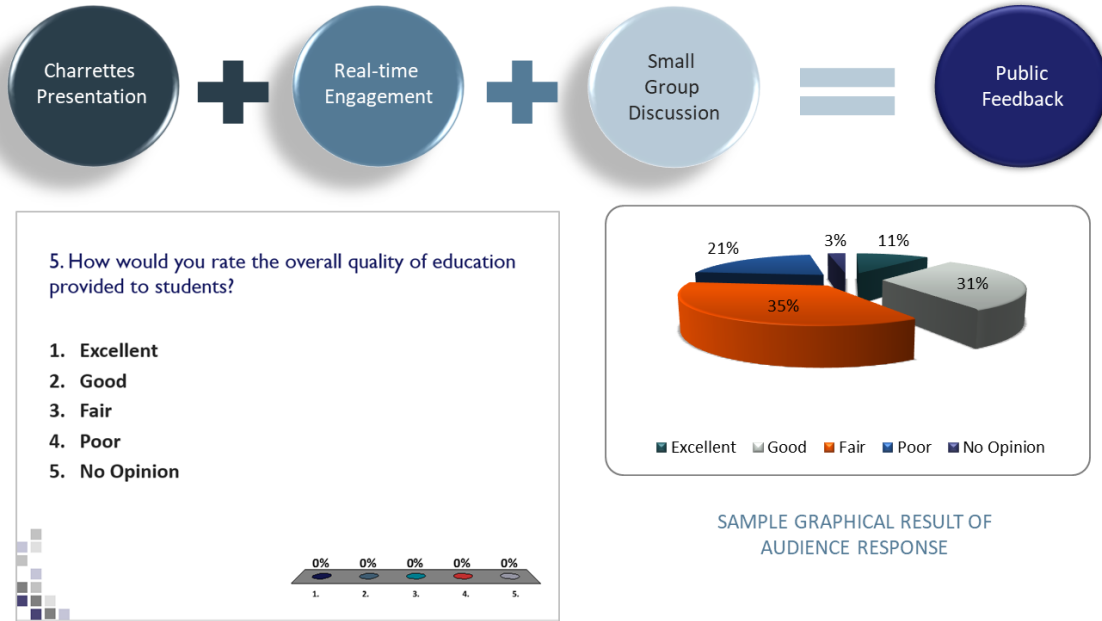 Charrettes
Presentation
Real-time
Engagement
Small
Group
Discussion
Public
Feedback
5. How would you rate the overall quality of education
provided to students?
1. Excellent
2. Good
3. Fair
4. Poor
5. No Opinion
0% 0% 0% 0% 0%
1. 2. 3. 4. 5.
21% 3% 11%
31%
35%
Excellent Good Fair Poor No Opinion
SAMPLE GRAPHICAL RESULT OF
AUDIENCE RESPONSE